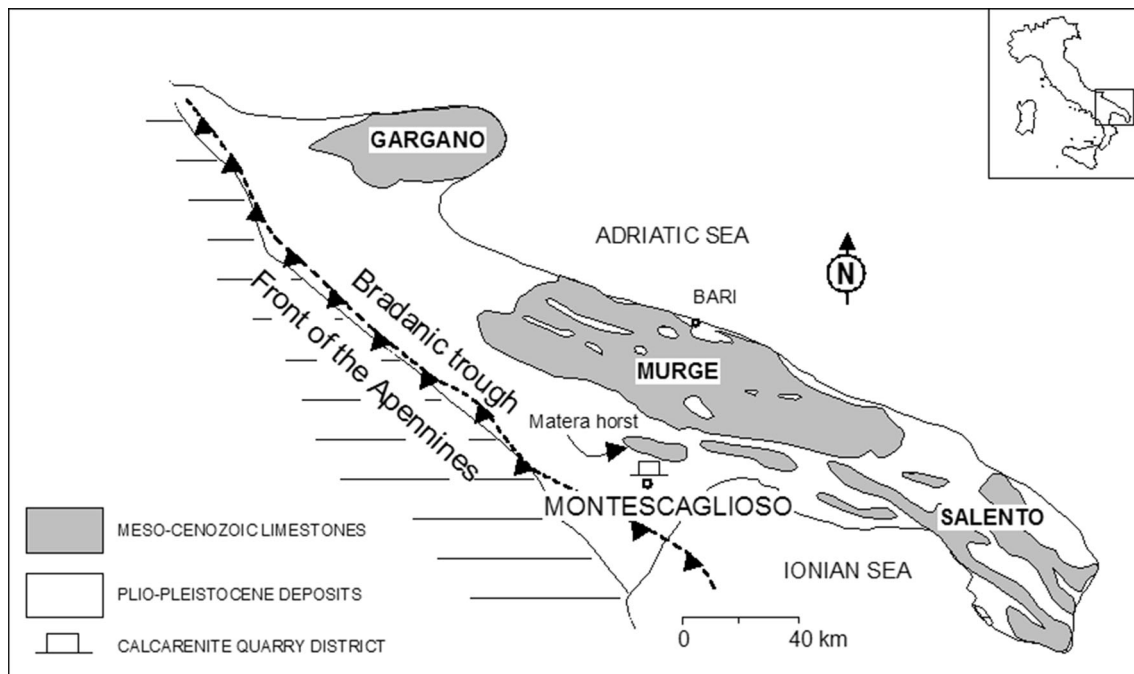 GARGANO
ADRIATIC SEA
N
Bradanic trough
Front of the Apennines
BARI
MURGE
Matera horst
MONTESCAGLIOSO
SALENTO
IONIAN SEA
0 40 km
MESO-CENOZOIC LIMESTONES
PLIO-PLEISTOCENE DEPOSITS
CALCARENITE QUARRY DISTRICT